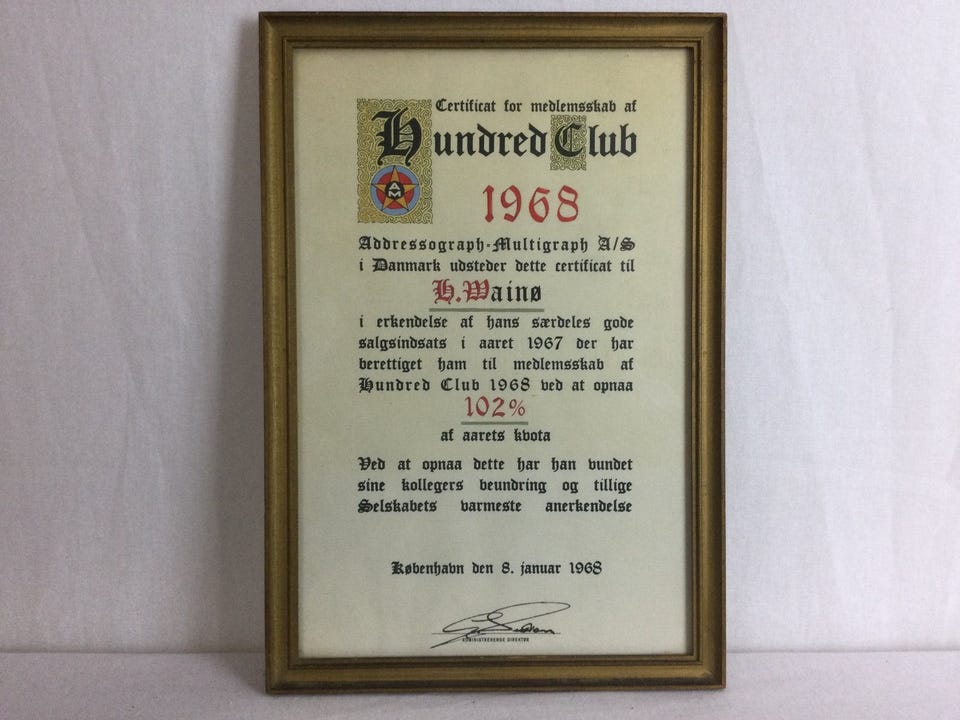 Certificat for medlemsskab af
Hundred Club
AM
1968
Addressograph-Multigraph A/S
i Danmark udsteder dette certificat til
H. Wainø
i erkendelse af hans særdeles gode
salgsindsats i aaret 1967 der har
berettiget ham til medlemsskab af
Hundred Club 1968 ved at opnaa
102%
af aarets kvota
Ved at opnaa dette har han vundet
sine kollegers beundring og tillige
Selskabets varmeste anerkendelse
København den 8. januar 1968
ADMINISTRERENDE DIREKTØR